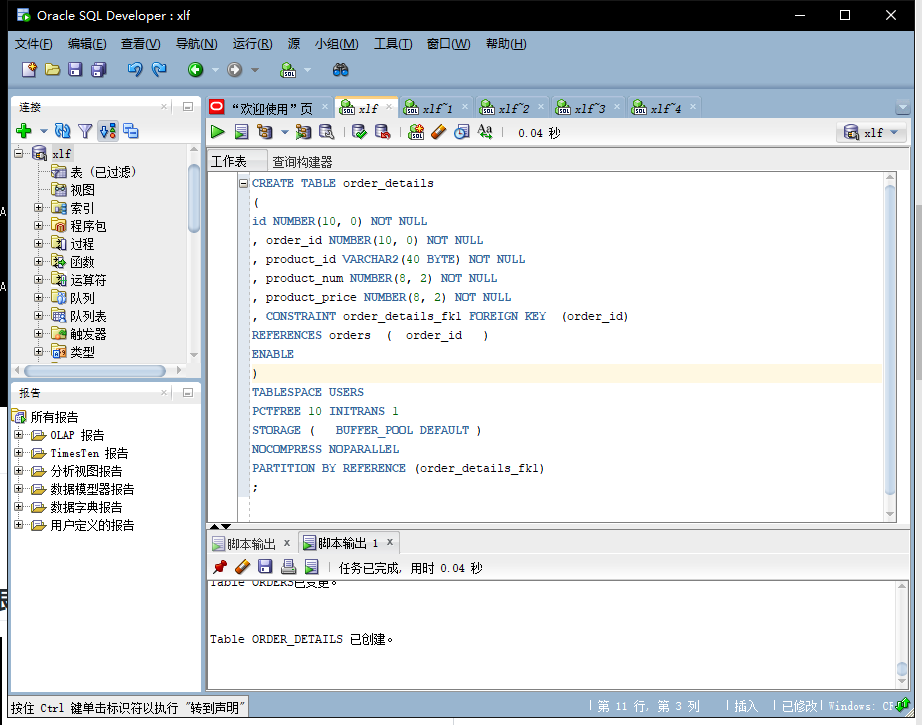 Oracle SQL Developer : xlf
文件(F) 编辑(E) 查看(V) 导航(N) 运行(R) 源 小组(M) 工具(T) 窗口(W) 帮助(H)
连接
xlf
表 (已过滤)
视图
索引
程序包
过程
函数
运算符
队列
队列表
触发器
类型
报告
所有报告
OLAP 报告
TimesTen 报告
分析视图报告
数据模型器报告
数据字典报告
用户定义的报告
“欢迎使用”页 xlf xlf~1 xlf~2 xlf~3 xlf~4
0.04 秒 xlf
工作表 查询构建器
CREATE TABLE order_details
(
id NUMBER(10, 0) NOT NULL
, order_id NUMBER(10, 0) NOT NULL
, product_id VARCHAR2(40 BYTE) NOT NULL
, product_num NUMBER(8, 2) NOT NULL
, product_price NUMBER(8, 2) NOT NULL
, CONSTRAINT order_details_fk1 FOREIGN KEY (order_id)
REFERENCES orders ( order_id )
ENABLE
)
TABLESPACE USERS
PCTFREE 10 INITRANS 1
STORAGE ( BUFFER_POOL DEFAULT )
NOCOMPRESS NOPARALLEL
PARTITION BY REFERENCE (order_details_fk1)
;
脚本输出 x 脚本输出 1 x
任务已完成, 用时 0.04 秒
Table ORDERS已变更。
Table ORDER_DETAILS 已创建。
按住 Ctrl 键单击标识符以执行 "转到声明" 第 11 行, 第 3 列 插入 已修改 Windows: